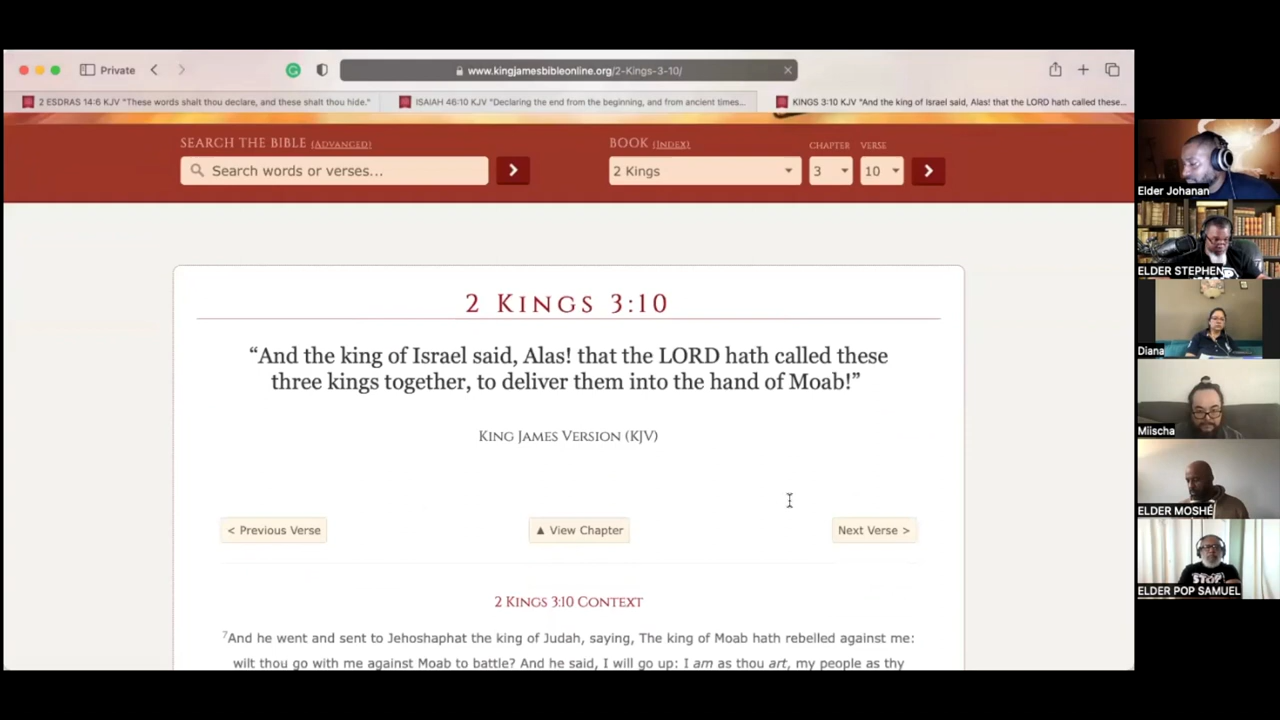 Private
www.kingjamesbibleonline.org/2-Kings-3-10/
2 ESDRAS 14:6 KJV "These words shalt thou declare, and these shalt thou hide."
ISAIAH 46:10 KJV "Declaring the end from the beginning, and from ancient times...
KINGS 3:10 KJV "And the king of Israel said, Alas! that the LORD hath called these...
SEARCH THE BIBLE (ADVANCED)
BOOK (INDEX)
CHAPTER
VERSE
Search words or verses...
2 Kings
3
10
2 KINGS 3:10
“And the king of Israel said, Alas! that the LORD hath called these
three kings together, to deliver them into the hand of Moab!”
KING JAMES VERSION (KJV)
< Previous Verse
▲ View Chapter
Next Verse >
2 KINGS 3:10 CONTEXT
7And he went and sent to Jehoshaphat the king of Judah, saying, The king of Moab hath rebelled against me:
wilt thou go with me against Moab to battle? And he said, I will go up: I am as thou art, my people as thy
Elder Johanan
ELDER STEPHEN
Diana
Miischa
ELDER MOSHÉ
STOP
ELDER POP SAMUEL